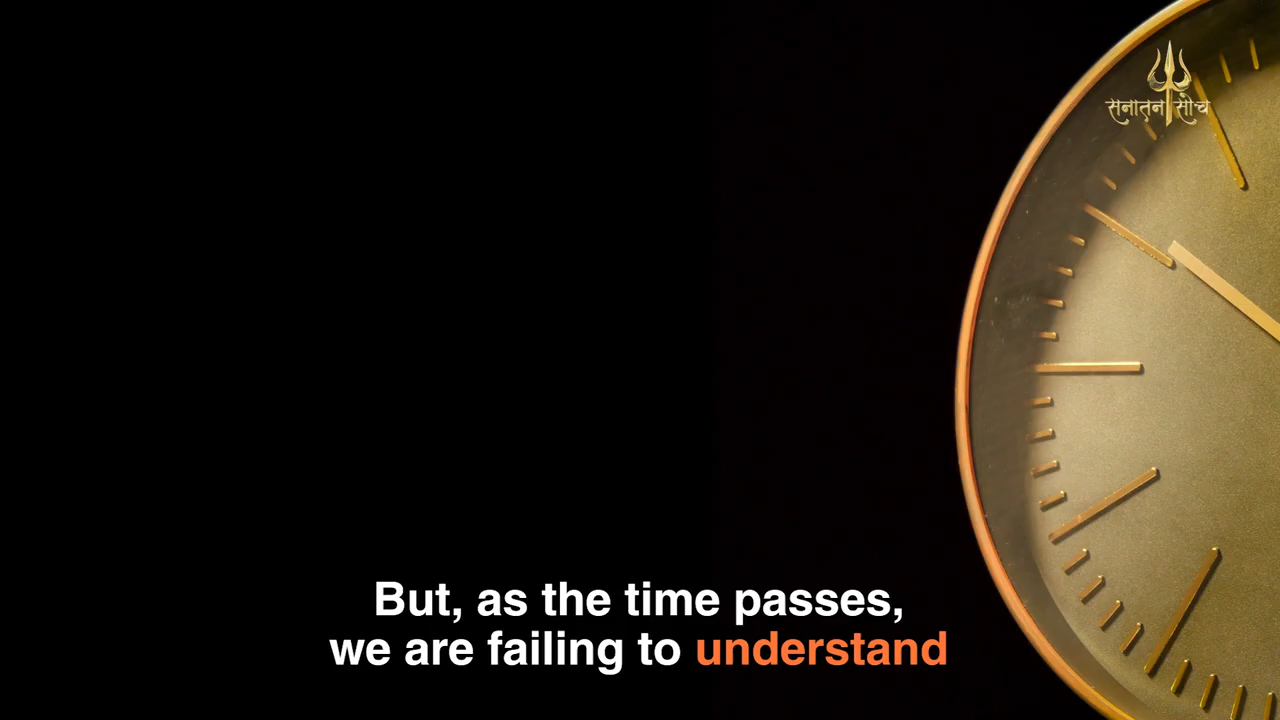 सनातन सोच
But, as the time passes,
we are failing to understand